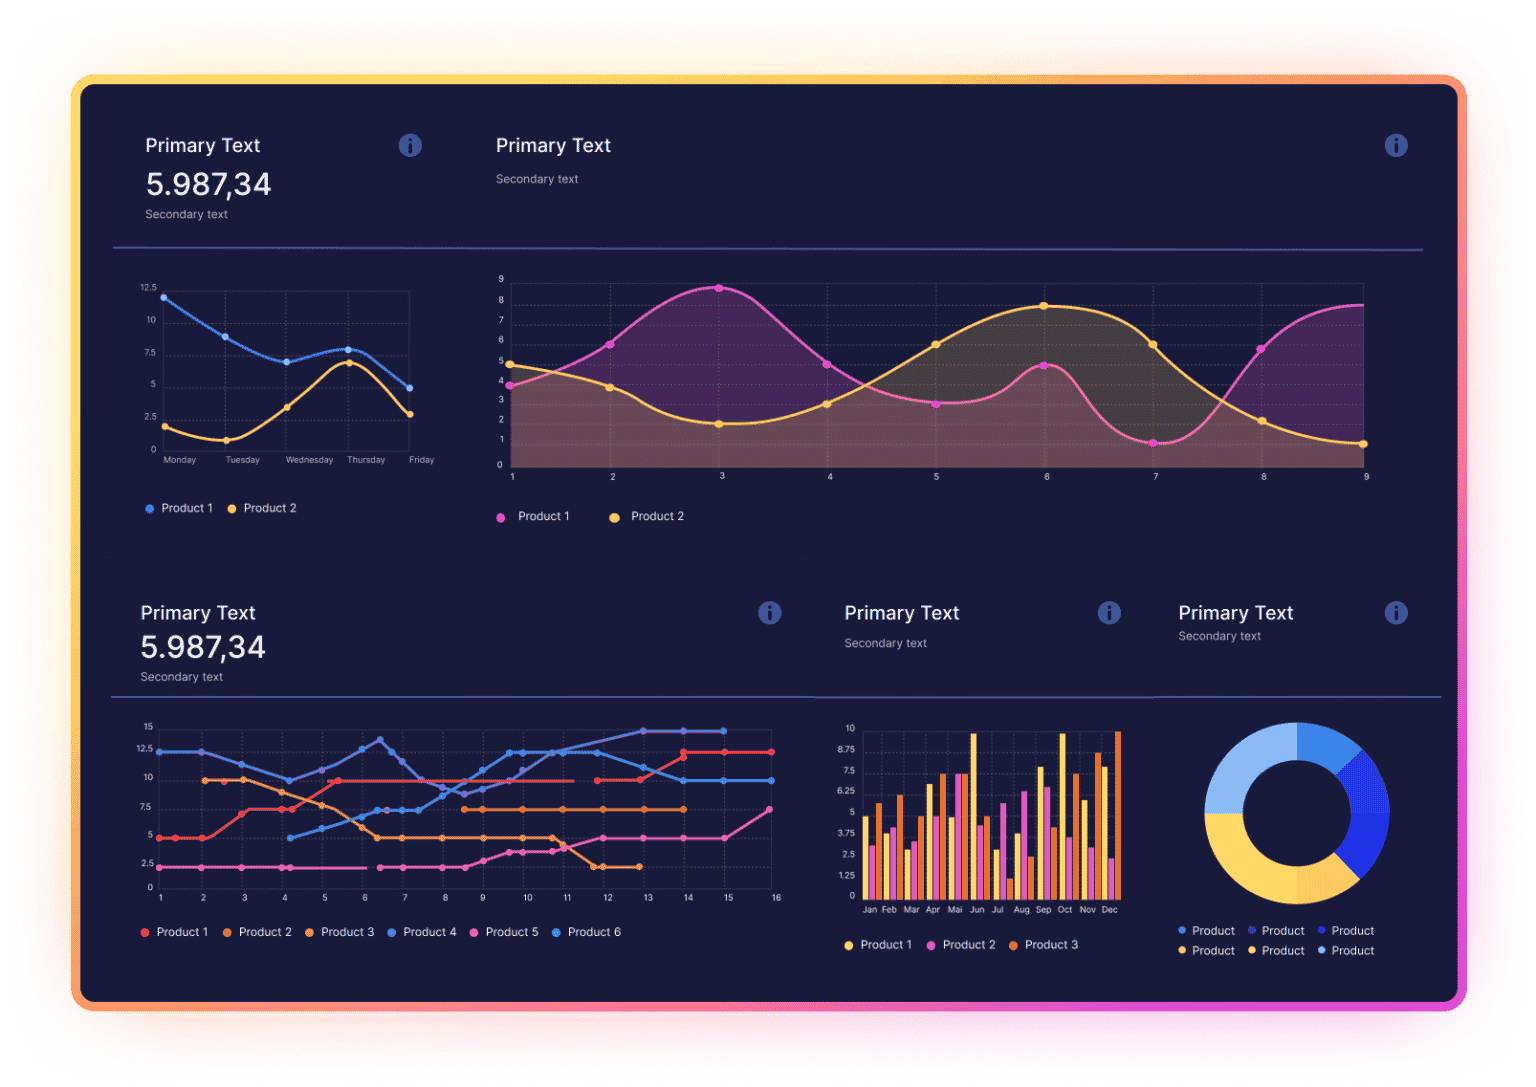 Primary Text
5.987,34
Secondary text
Primary Text
Secondary text
12.5
10
7.5
5
2.5
0
Monday Tuesday Wednesday Thursday Friday
Product 1 Product 2
9
8
7
6
5
4
3
2
1
0
1 2 3 4 5 6 7 8 9
Product 1 Product 2
Primary Text
5.987,34
Secondary text
Primary Text
Secondary text
Primary Text
Secondary text
15
12.5
10
7.5
5
2.5
0
1 2 3 4 5 6 7 8 9 10 11 12 13 14 15 16
Product 1 Product 2 Product 3 Product 4 Product 5 Product 6
10
8.75
7.5
6.25
5
3.75
2.5
1.25
0
Jan Feb Mar Apr Mai Jun Jul Aug Sep Oct Nov Dec
Product 1 Product 2 Product 3
Product Product Product
Product Product Product